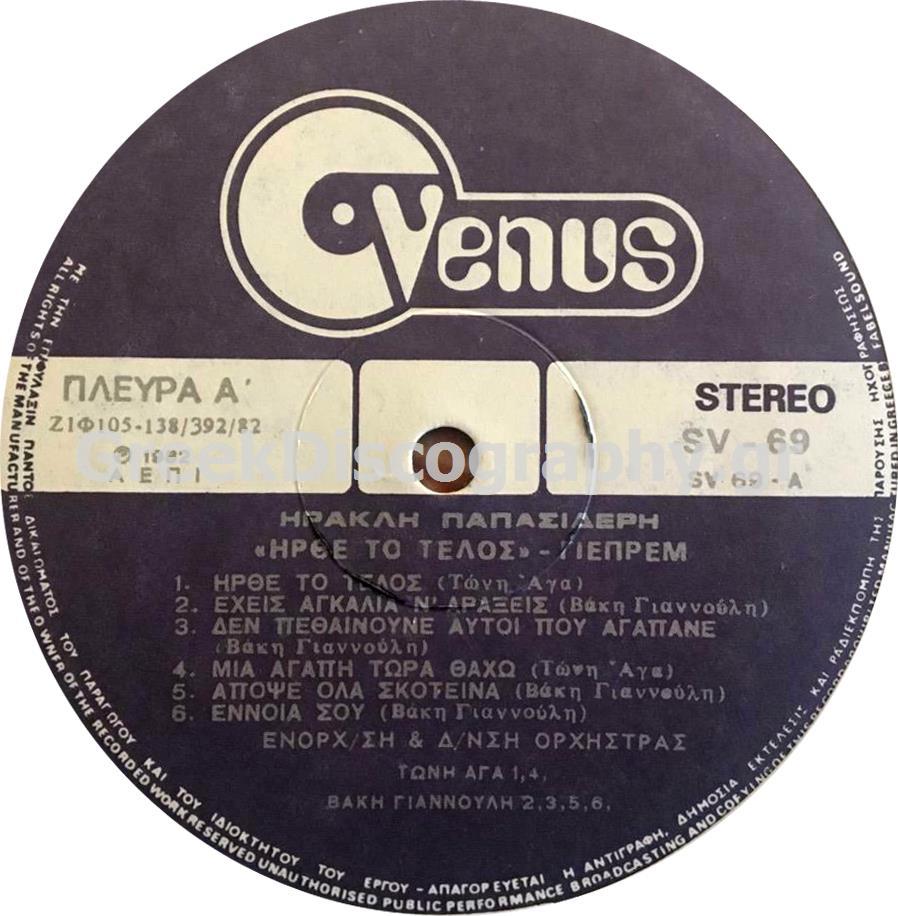 Venus
ΠΛΕΥΡΑ Α'
Ζ1Φ105-138/392/82
℗ 1982
Α Ε Π Ι
STEREO
SV - 69
SV 69 - A
GreekDiscography.gr
ΗΡΑΚΛΗ ΠΑΠΑΣΙΔΕΡΗ
«ΗΡΘΕ ΤΟ ΤΕΛΟΣ» - ΓΙΕΠΡΕΜ
1. ΗΡΘΕ ΤΟ ΤΕΛΟΣ (Τώνη Άγα)
2. ΕΧΕΙΣ ΑΓΚΑΛΙΑ Ν' ΑΡΑΞΕΙΣ (Βάκη Γιαννούλη)
3. ΔΕΝ ΠΕΘΑΙΝΟΥΝΕ ΑΥΤΟΙ ΠΟΥ ΑΓΑΠΑΝΕ
(Βάκη Γιαννούλη)
4. ΜΙΑ ΑΓΑΠΗ ΤΩΡΑ ΘΑΧΩ (Τώνη Άγα)
5. ΑΠΟΨΕ ΟΛΑ ΣΚΟΤΕΙΝΑ (Βάκη Γιαννούλη)
6. ΕΝΝΟΙΑ ΣΟΥ (Βάκη Γιαννούλη)
ΕΝΟΡΧ/ΣΗ & Δ/ΝΣΗ ΟΡΧΗΣΤΡΑΣ
ΤΩΝΗ ΑΓΑ 1,4,
ΒΑΚΗ ΓΙΑΝΝΟΥΛΗ 2,3,5,6,
ΜΕ ΤΗΝ ΕΠΙΦΥΛΑΞΙΝ ΠΑΝΤΟΣ ΔΙΚΑΙΩΜΑΤΟΣ ΤΟΥ ΠΑΡΑΓΩΓΟΥ ΚΑΙ ΤΟΥ ΙΔΙΟΚΤΗΤΟΥ ΤΟΥ ΕΡΓΟΥ - ΑΠΑΓΟΡΕΥΕΤΑΙ Η ΑΝΤΙΓΡΑΦΗ, ΔΗΜΟΣΙΑ ΕΚΤΕΛΕΣΙΣ ΚΑΙ ΡΑΔΙΕΚΠΟΜΠΗ ΤΗΣ ΠΑΡΟΥΣΗΣ ΗΧΟΓΡΑΦΗΣΕΩΣ
ALL RIGHTS OF THE MANUFACTURER AND OF THE OWNER OF THE RECORDED WORK RESERVED UNAUTHORISED PUBLIC PERFORMANCE BROADCASTING AND COPYING OF THIS RECORD PROHIBITED MANUFACTURED IN GREECE BY FABELSOUND